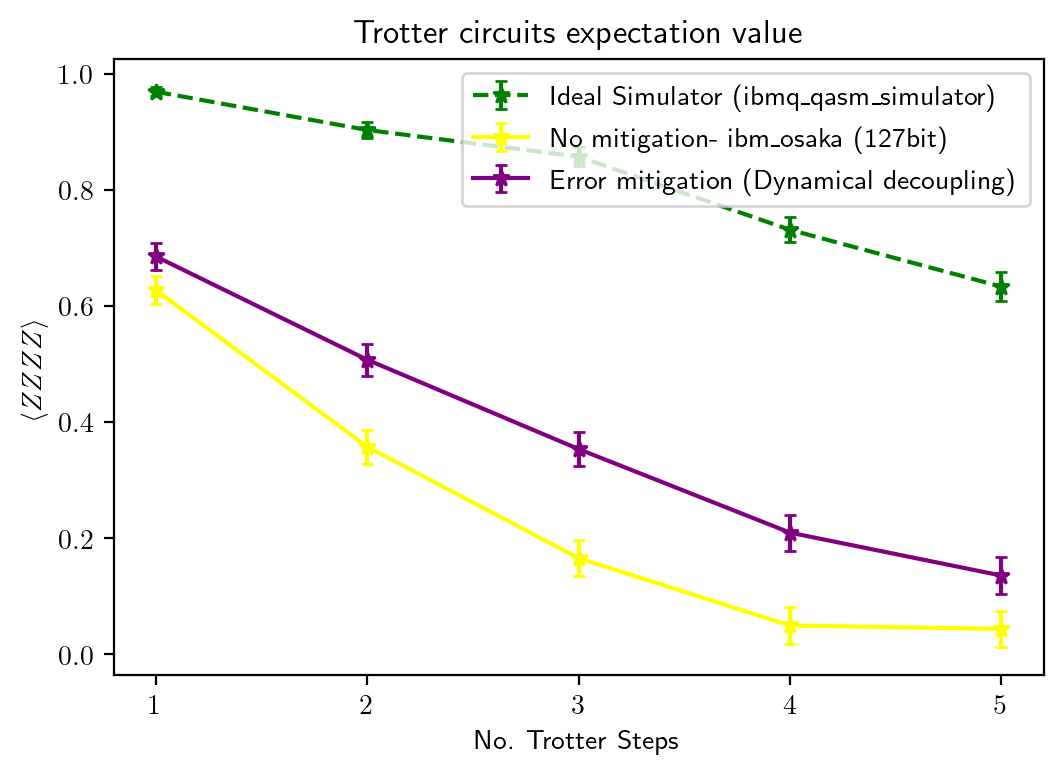 Trotter circuits expectation value
Ideal Simulator (ibmq_qasm_simulator)
No mitigation- ibm_osaka (127bit)
Error mitigation (Dynamical decoupling)
⟨ZZZZ⟩
1.0
0.8
0.6
0.4
0.2
0.0
1 2 3 4 5
No. Trotter Steps